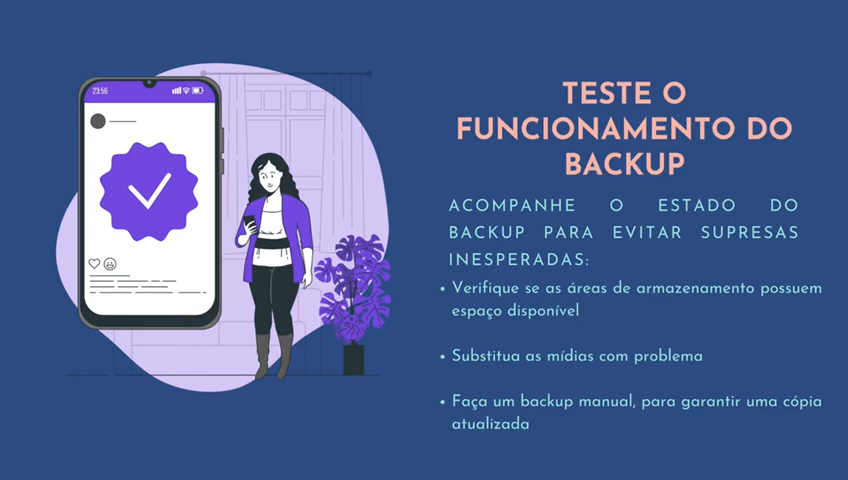 23:56
TESTE O
FUNCIONAMENTO DO
BACKUP
ACOMPANHE O ESTADO DO
BACKUP PARA EVITAR SUPRESAS
INESPERADAS:
• Verifique se as áreas de armazenamento possuem
espaço disponível
• Substitua as mídias com problema
• Faça um backup manual, para garantir uma cópia
atualizada